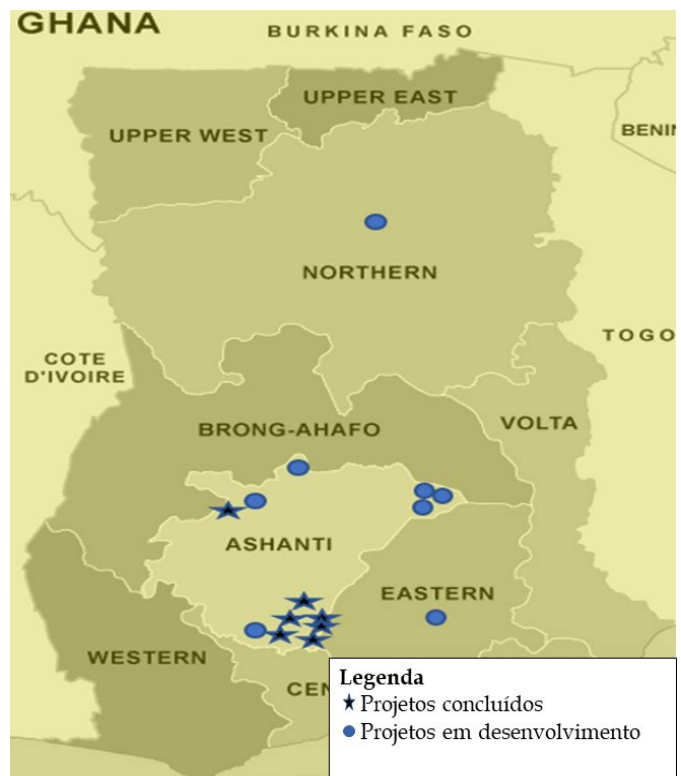 GHANA
BURKINA FASO
UPPER EAST
UPPER WEST
BENIN
NORTHERN
TOGO
COTE
D'IVOIRE
VOLTA
BRONG-AHAFO
ASHANTI
EASTERN
WESTERN
CEN
Legenda
Projetos concluídos
Projetos em desenvolvimento